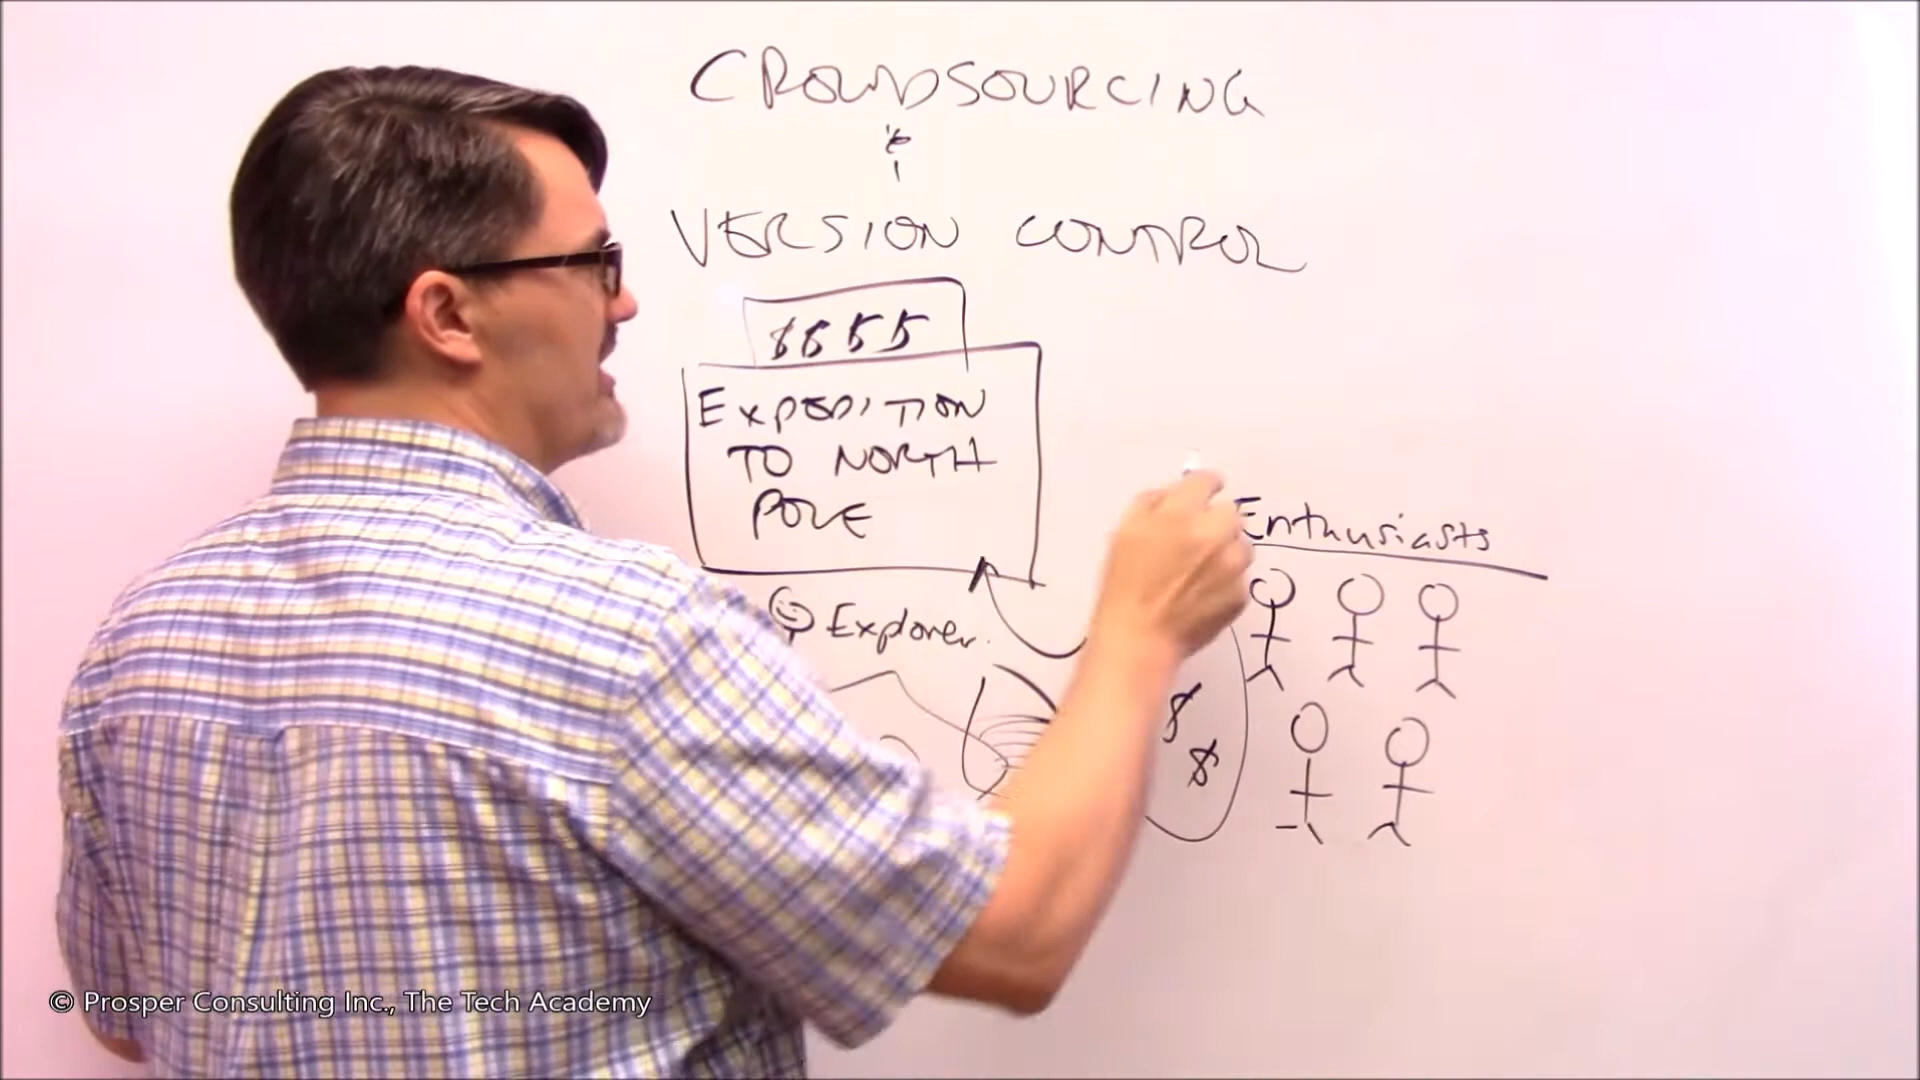 CROWDSOURCING
&
VERSION CONTROL
$$$$
EXPEDITION
TO NORTH
POLE
Enthusiasts
Explorer.
$
$
© Prosper Consulting Inc., The Tech Academy